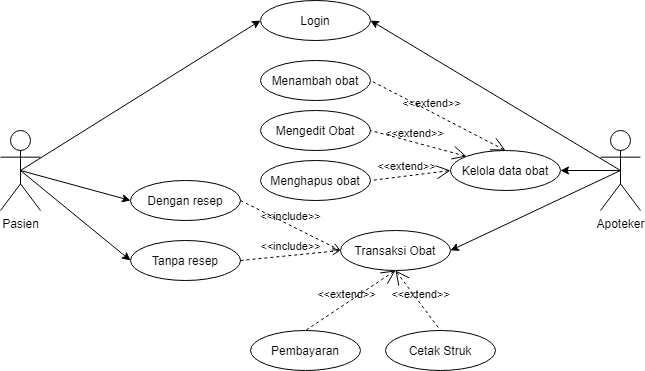 Login
Menambah obat
<<extend>>
Mengedit Obat
<<extend>>
Menghapus obat
<<extend>>
Kelola data obat
Pasien
Apoteker
Dengan resep
<<include>>
Tanpa resep
<<include>>
Transaksi Obat
<<extend>>
<<extend>>
Pembayaran
Cetak Struk